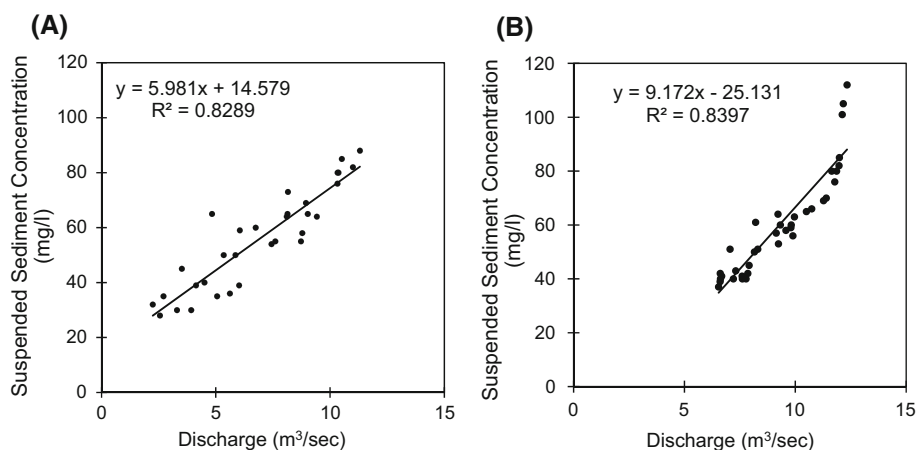 (A)
Suspended Sediment Concentration
(mg/l)
120
100
80
60
40
20
0
y = 5.981x + 14.579
R² = 0.8289
0 5 10 15
Discharge (m³/sec)
(B)
Suspended Sediment Concentration
(mg/l)
120
100
80
60
40
20
0
y = 9.172x - 25.131
R² = 0.8397
0 5 10 15
Discharge (m³/sec)